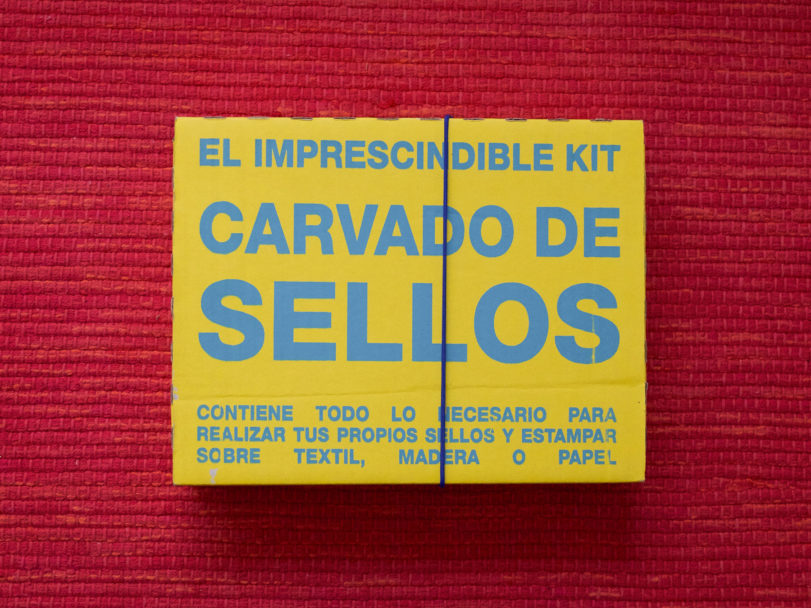 EL IMPRESCINDIBLE KIT
CARVADO DE
SELLOS
CONTIENE TODO LO NECESARIO PARA
REALIZAR TUS PROPIOS SELLOS Y ESTAMPAR
SOBRE TEXTIL, MADERA O PAPEL